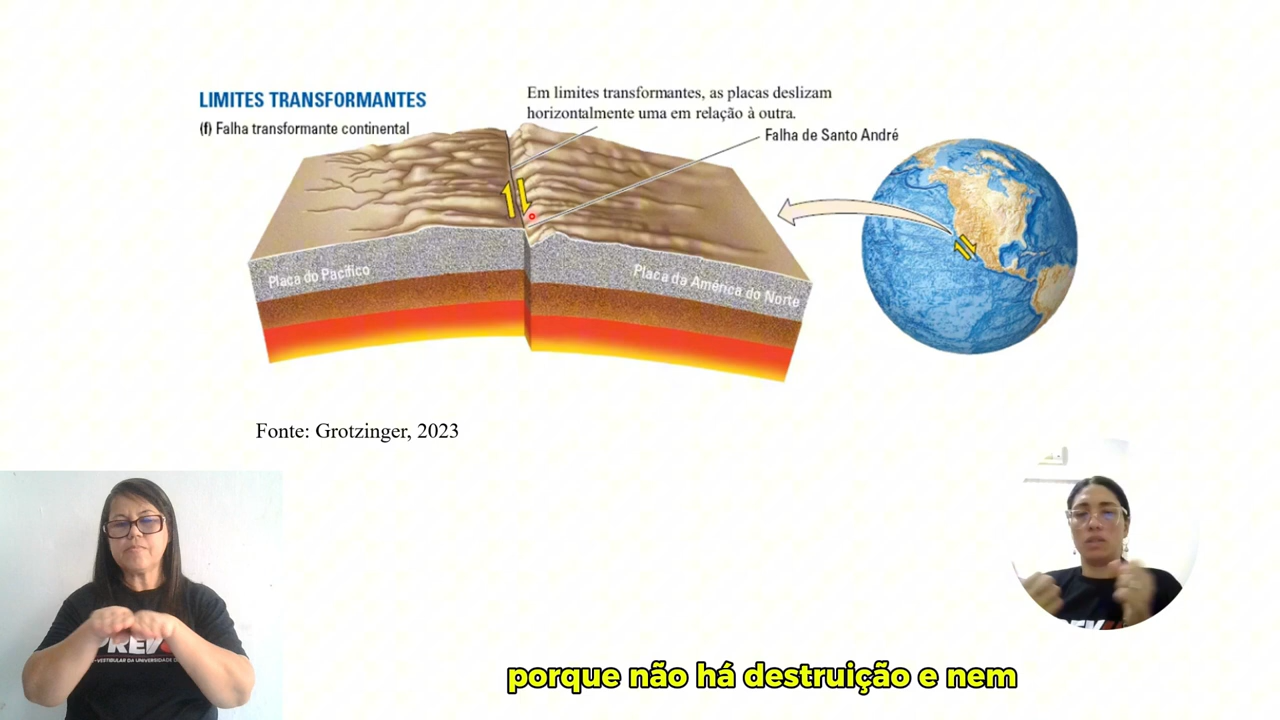 LIMITES TRANSFORMANTES
(f) Falha transformante continental
Em limites transformantes, as placas deslizam
horizontalmente uma em relação à outra.
Falha de Santo André
Placa do Pacífico
Placa da América do Norte
Fonte: Grotzinger, 2023
porque não há destruição e nem